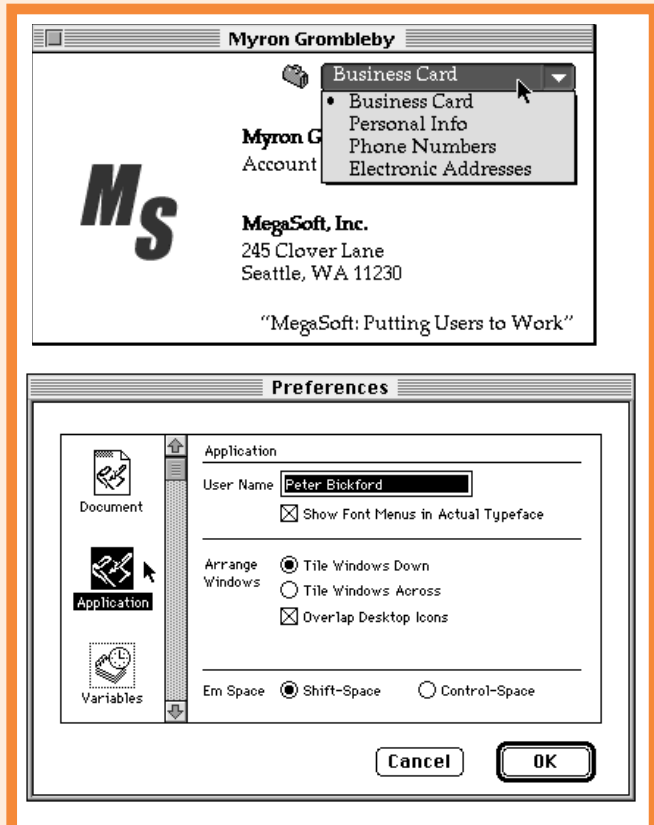 Myron Grombleby
Business Card
• Business Card
Personal Info
Phone Numbers
Electronic Addresses
Myron G
Account
MS
MegaSoft, Inc.
245 Clover Lane
Seattle, WA 11230
“MegaSoft: Putting Users to Work”
Preferences
Document
Application
Variables
Application
User Name Peter Bickford
Show Font Menus in Actual Typeface
Arrange Windows
Tile Windows Down
Tile Windows Across
Overlap Desktop Icons
Em Space Shift-Space Control-Space
Cancel OK